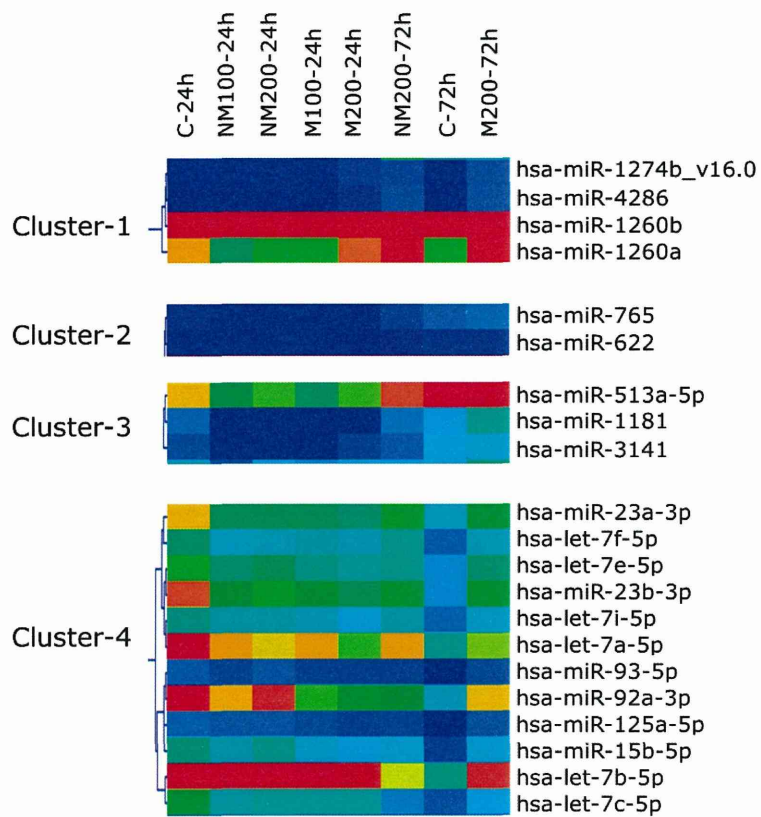 C-24h
NM100-24h
NM200-24h
M100-24h
M200-24h
NM200-72h
C-72h
M200-72h
Cluster-1
hsa-miR-1274b_v16.0
hsa-miR-4286
hsa-miR-1260b
hsa-miR-1260a
Cluster-2
hsa-miR-765
hsa-miR-622
Cluster-3
hsa-miR-513a-5p
hsa-miR-1181
hsa-miR-3141
Cluster-4
hsa-miR-23a-3p
hsa-let-7f-5p
hsa-let-7e-5p
hsa-miR-23b-3p
hsa-let-7i-5p
hsa-let-7a-5p
hsa-miR-93-5p
hsa-miR-92a-3p
hsa-miR-125a-5p
hsa-miR-15b-5p
hsa-let-7b-5p
hsa-let-7c-5p